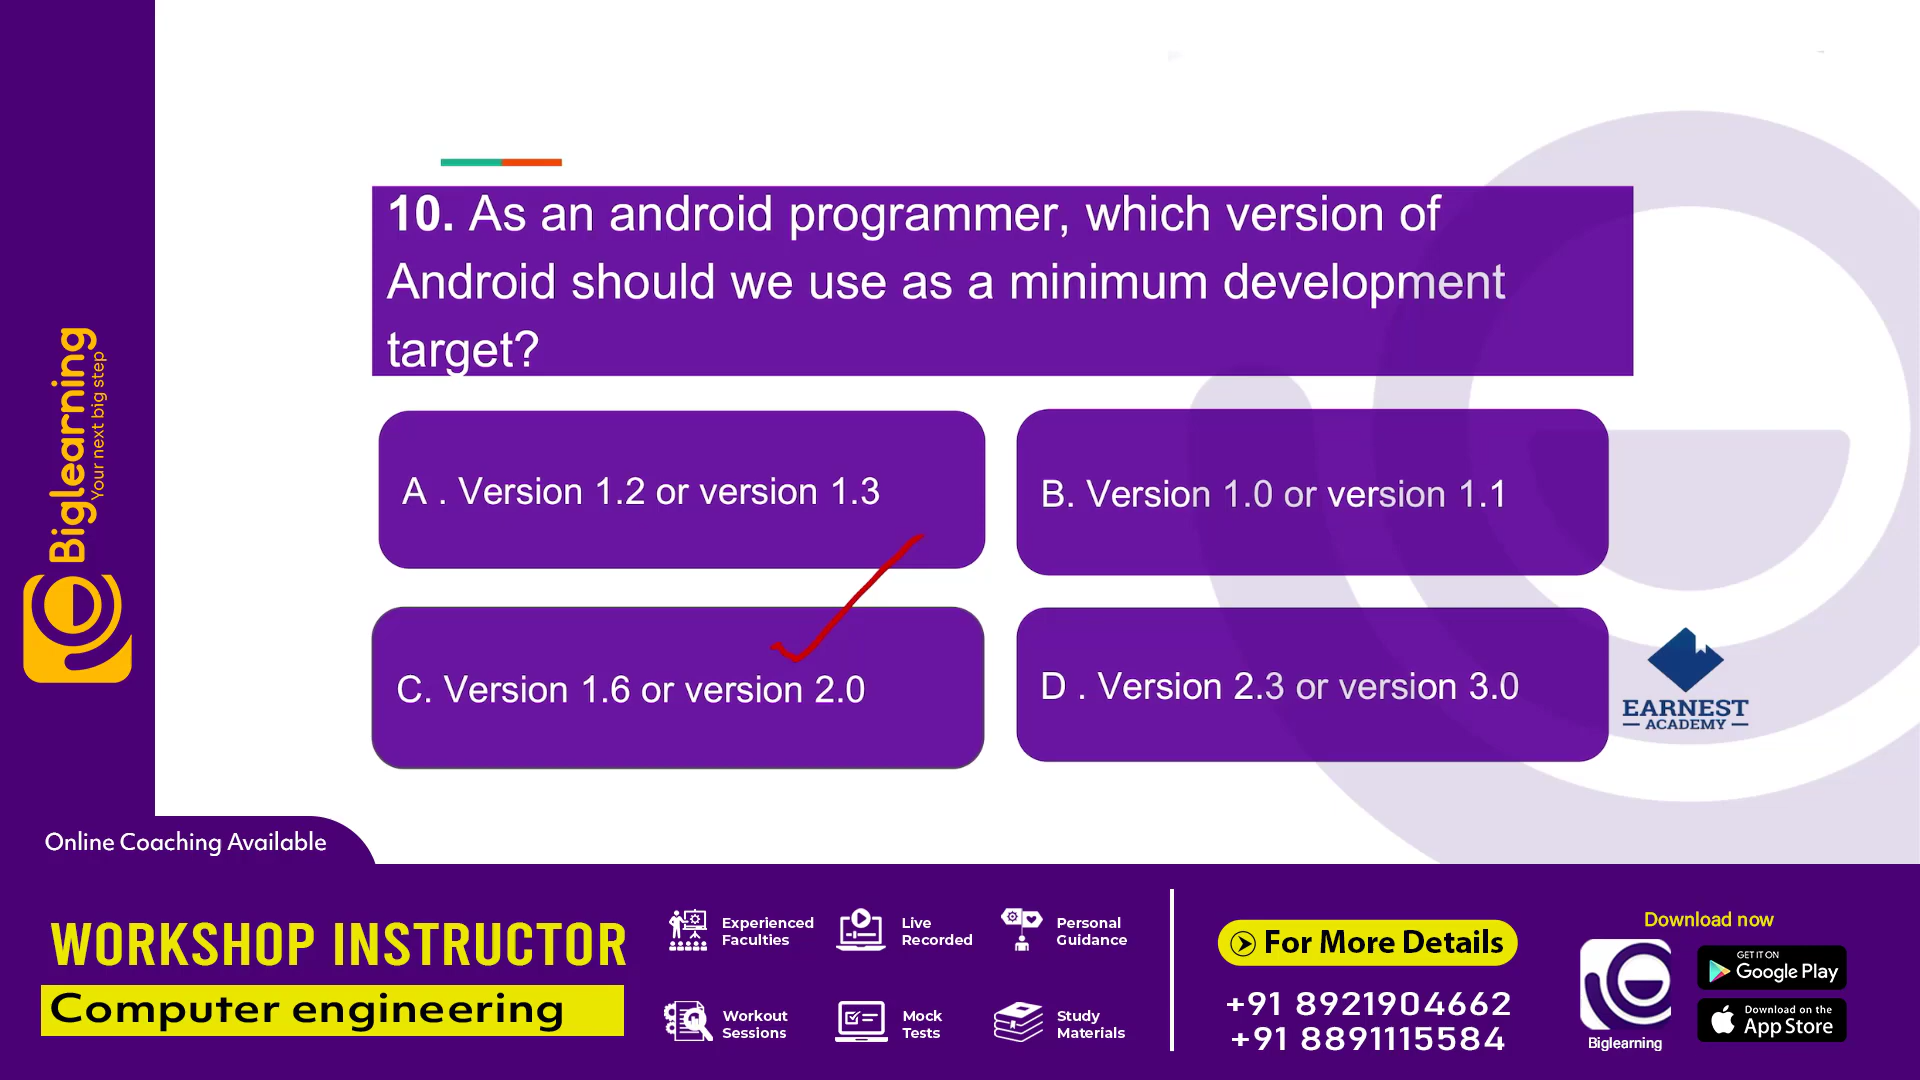 10. As an android programmer, which version of
Android should we use as a minimum development
target?
A . Version 1.2 or version 1.3
B. Version 1.0 or version 1.1
C. Version 1.6 or version 2.0
D . Version 2.3 or version 3.0
Biglearning
Your next big step
EARNEST
ACADEMY
Online Coaching Available
WORKSHOP INSTRUCTOR
Computer engineering
Experienced
Faculties
Live
Recorded
Personal
Guidance
Workout
Sessions
Mock
Tests
Study
Materials
For More Details
+91 8921904662
+91 8891115584
Download now
Biglearning
GET IT ON
Google Play
Download on the
App Store